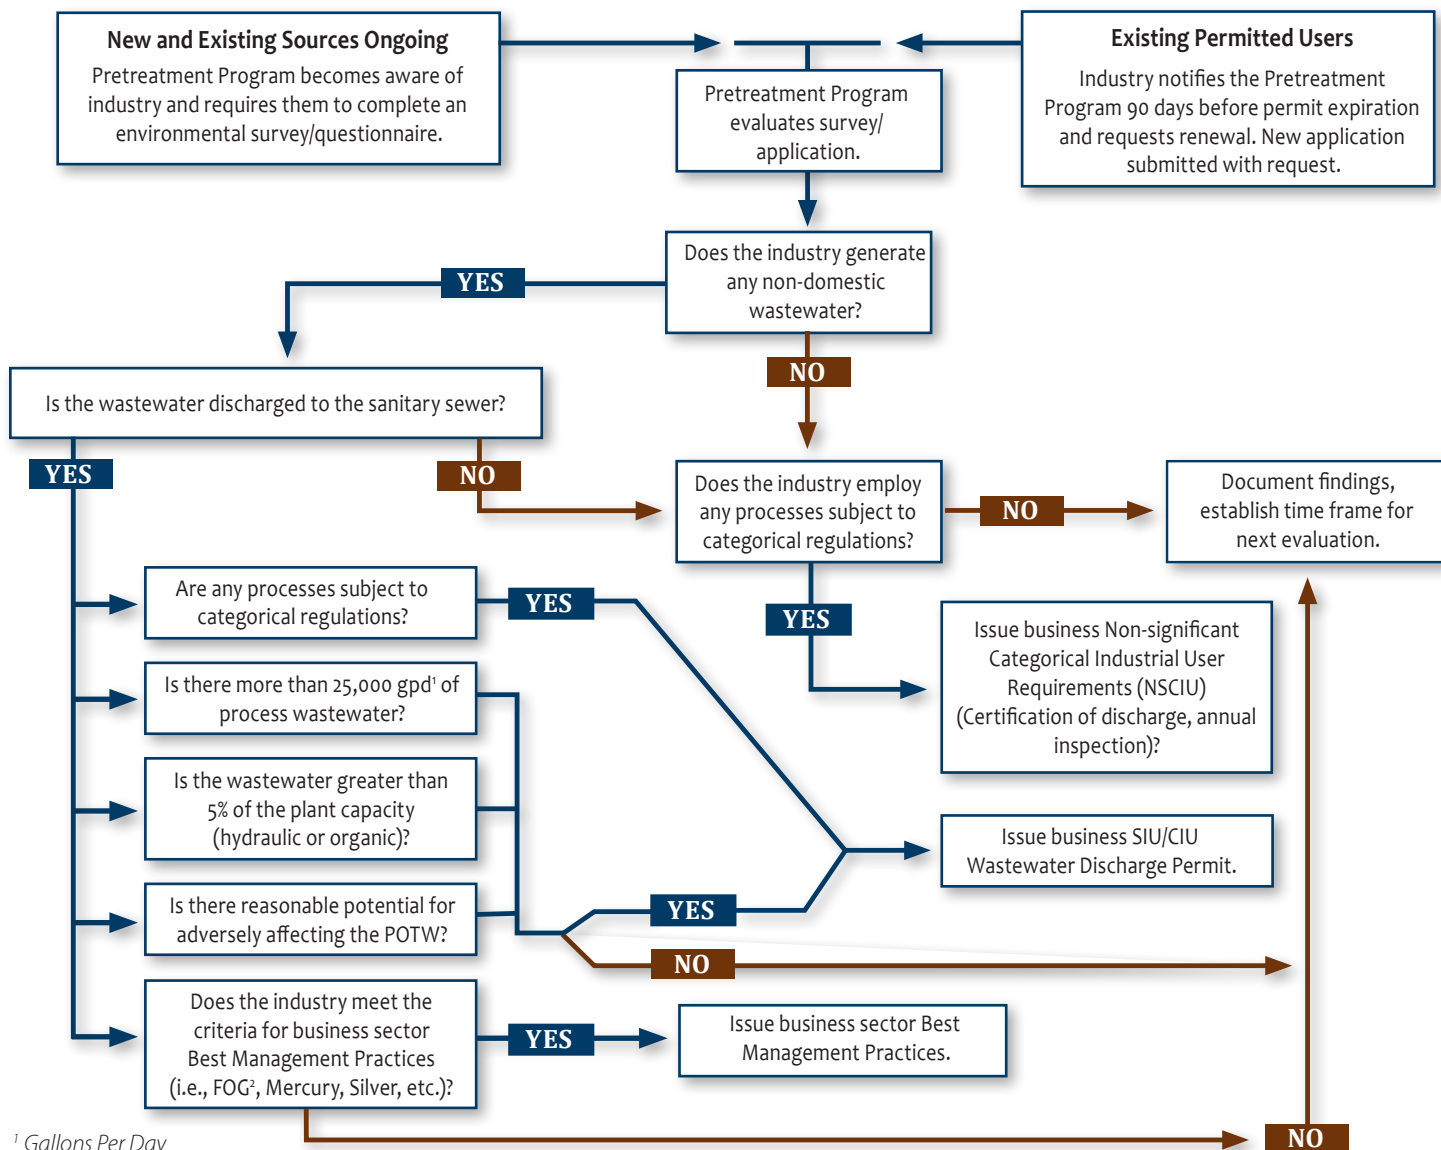 New and Existing Sources Ongoing
Pretreatment Program becomes aware of
industry and requires them to complete an
environmental survey/questionnaire.
Pretreatment Program
evaluates survey/
application.
Existing Permitted Users
Industry notifies the Pretreatment
Program 90 days before permit expiration
and requests renewal. New application
submitted with request.
Does the industry generate
any non-domestic
wastewater?
YES
NO
Is the wastewater discharged to the sanitary sewer?
YES
NO
Does the industry employ
any processes subject to
categorical regulations?
NO
Document findings,
establish time frame for
next evaluation.
YES
Issue business Non-significant
Categorical Industrial User
Requirements (NSCIU)
(Certification of discharge, annual
inspection)?
Are any processes subject to
categorical regulations?
YES
Is there more than 25,000 gpd¹ of
process wastewater?
Is the wastewater greater than
5% of the plant capacity
(hydraulic or organic)?
Issue business SIU/CIU
Wastewater Discharge Permit.
Is there reasonable potential for
adversely affecting the POTW?
YES
NO
Does the industry meet the
criteria for business sector
Best Management Practices
(i.e., FOG², Mercury, Silver, etc.)?
YES
Issue business sector Best
Management Practices.
NO
¹ Gallons Per Day